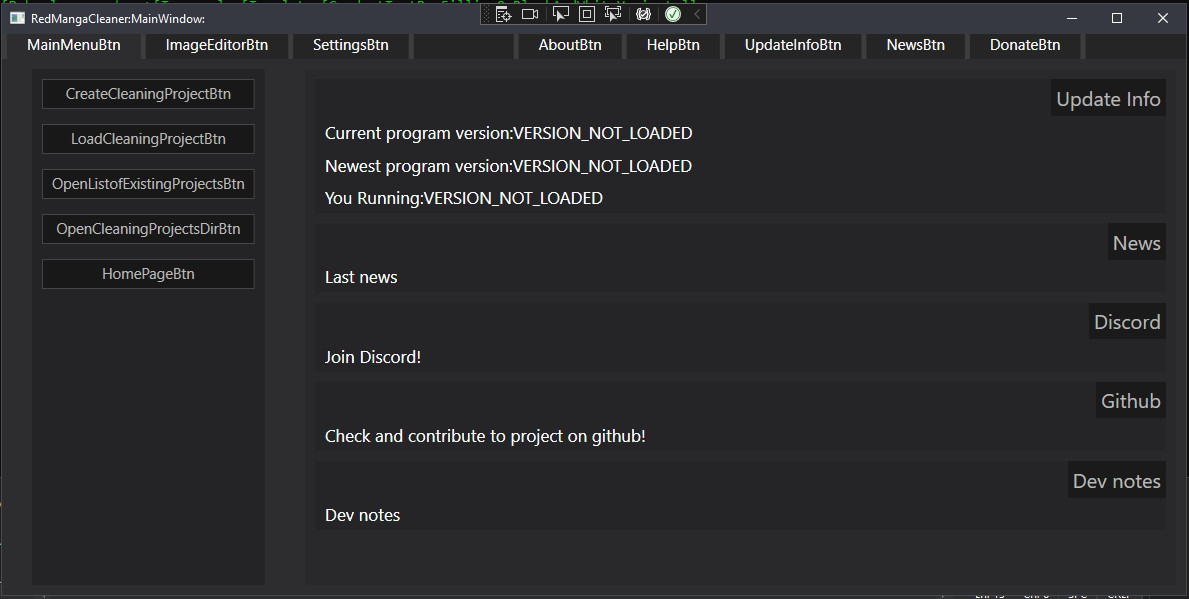 RedMangaCleaner:MainWindow:
MainMenuBtn ImageEditorBtn SettingsBtn AboutBtn HelpBtn UpdateInfoBtn NewsBtn DonateBtn
CreateCleaningProjectBtn
LoadCleaningProjectBtn
OpenListofExistingProjectsBtn
OpenCleaningProjectsDirBtn
HomePageBtn
Update Info
Current program version:VERSION_NOT_LOADED
Newest program version:VERSION_NOT_LOADED
You Running:VERSION_NOT_LOADED
News
Last news
Discord
Join Discord!
Github
Check and contribute to project on github!
Dev notes
Dev notes